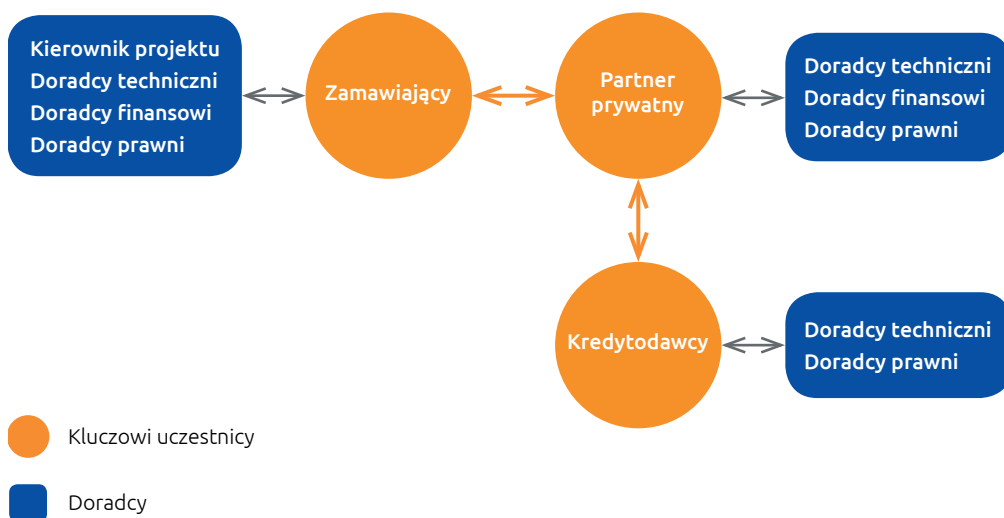 Kierownik projektu
Doradcy techniczni
Doradcy finansowi
Doradcy prawni
Zamawiający
Partner
prywatny
Doradcy techniczni
Doradcy finansowi
Doradcy prawni
Kredytodawcy
Doradcy techniczni
Doradcy prawni
Kluczowi uczestnicy
Doradcy